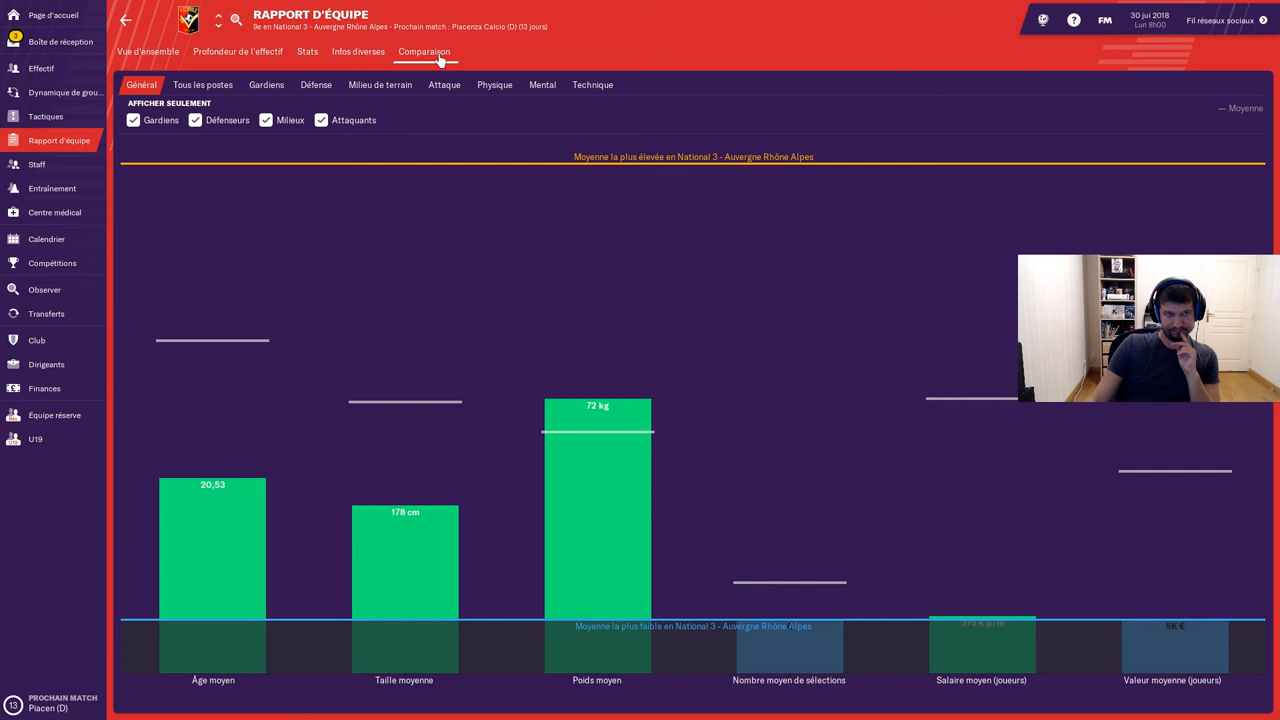 Page d'accueil
3
Boîte de réception
Effectif
Dynamique de grou...
Tactiques
Rapport d'équipe
Staff
Entraînement
Centre médical
Calendrier
Compétitions
Observer
Transferts
Club
Dirigeants
Finances
Équipe réserve
U19
13
PROCHAIN MATCH
Piacen (D)
RAPPORT D'ÉQUIPE
9e en National 3 - Auvergne Rhône Alpes - Prochain match : Piacenza Calcio (D) (13 jours)
?
FM
30 jui 2018
Lun 8h00
Fil réseaux sociaux
Vue d'ensemble
Profondeur de l'effectif
Stats
Infos diverses
Comparaison
Général
Tous les postes
Gardiens
Défense
Milieu de terrain
Attaque
Physique
Mental
Technique
AFFICHER SEULEMENT
Gardiens
Défenseurs
Milieux
Attaquants
Moyenne
Moyenne la plus élevée en National 3 - Auvergne Rhône Alpes
72 kg
20,53
178 cm
Moyenne la plus faible en National 3 - Auvergne Rhône Alpes
375 € p/m
5K €
Âge moyen
Taille moyenne
Poids moyen
Nombre moyen de sélections
Salaire moyen (joueurs)
Valeur moyenne (joueurs)